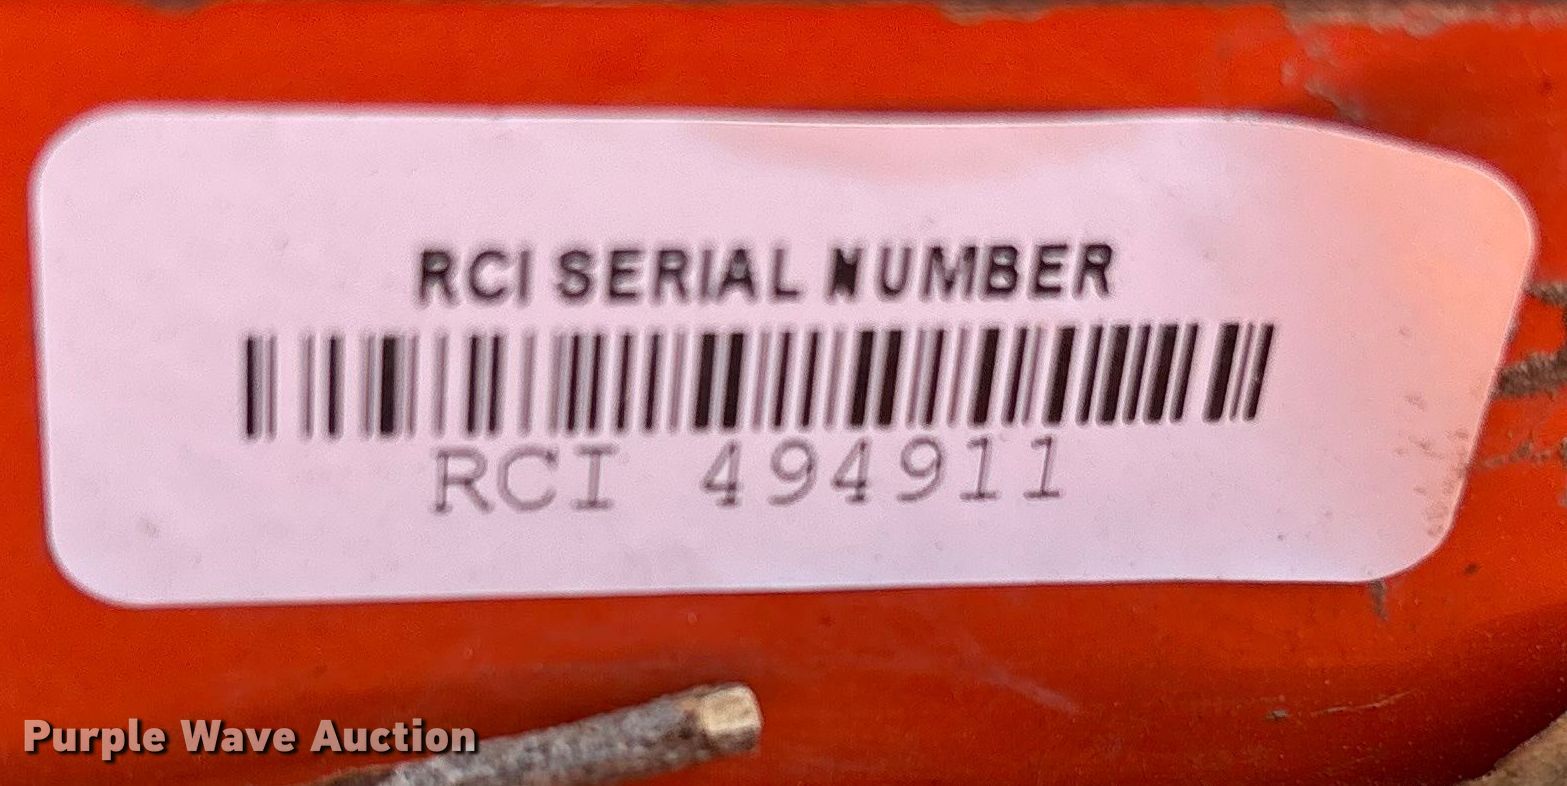 RCI SERIAL NUMBER
RCI 494911
Purple Wave Auction